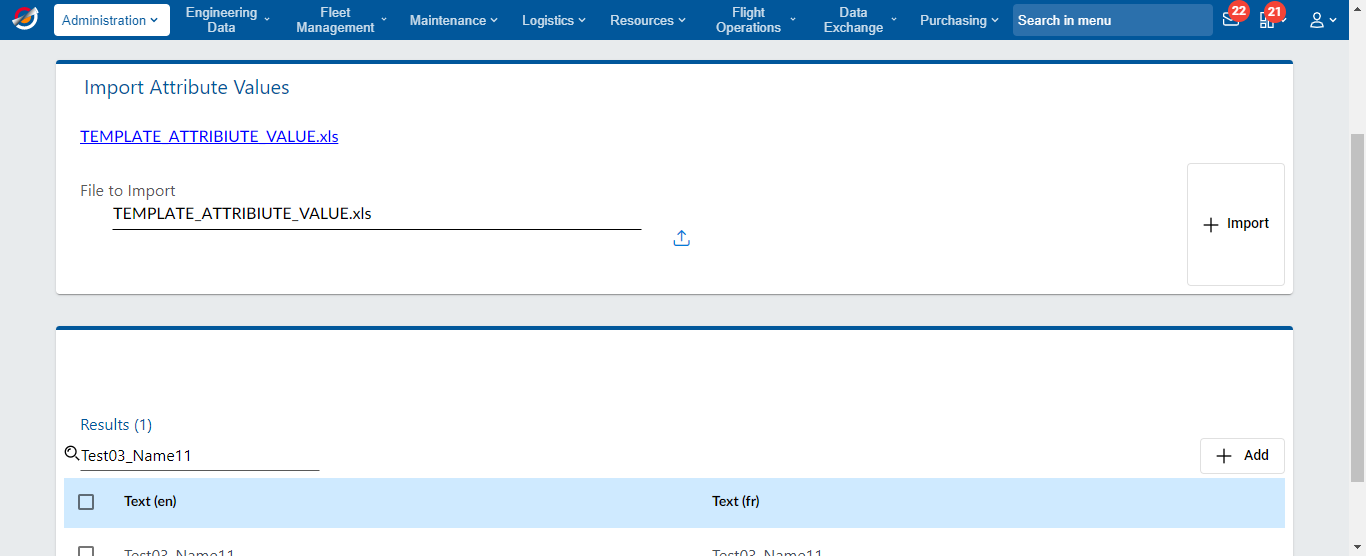 Administration
Engineering
Data
Fleet
Management
Maintenance
Logistics
Resources
Flight
Operations
Data
Exchange
Purchasing
Search in menu
22
21
Import Attribute Values
TEMPLATE_ATTRIBIUTE_VALUE.xls
File to Import
TEMPLATE_ATTRIBIUTE_VALUE.xls
Import
Results (1)
Test03_Name11
Add
Text (en) Text (fr)
Test03_Name11 Test03_Name11